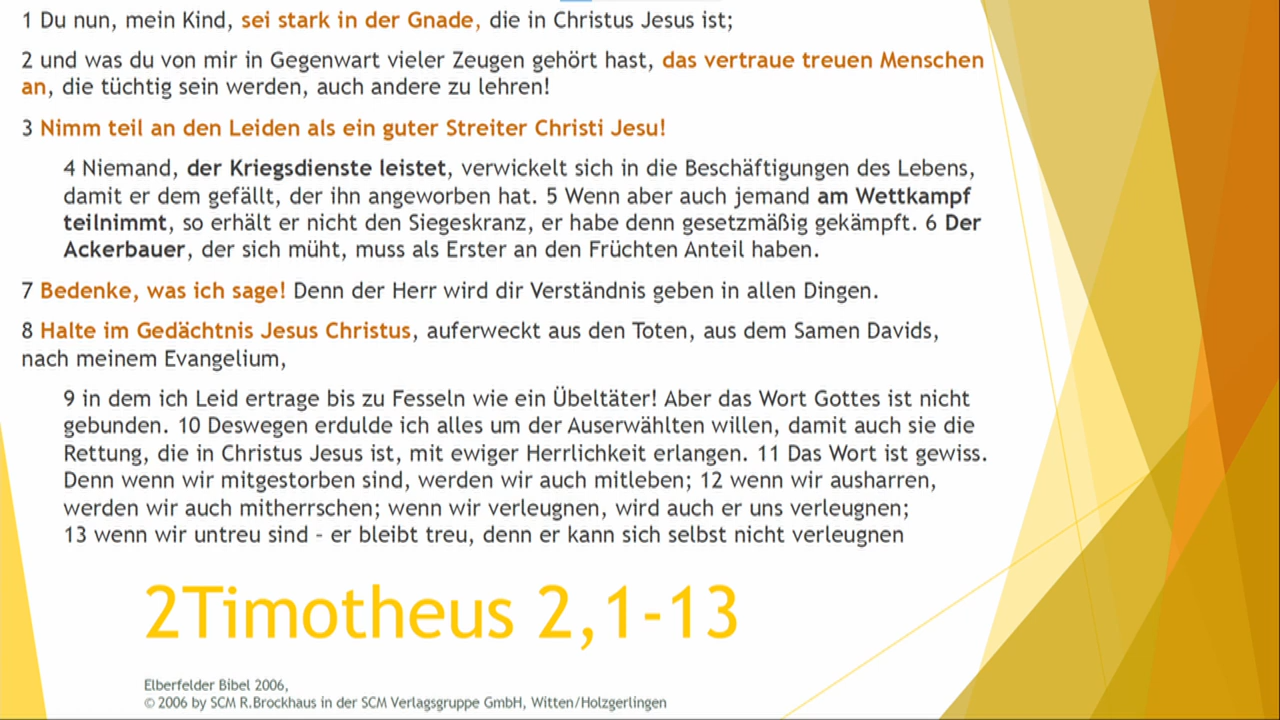 1 Du nun, mein Kind, sei stark in der Gnade, die in Christus Jesus ist;
2 und was du von mir in Gegenwart vieler Zeugen gehört hast, das vertraue treuen Menschen
an, die tüchtig sein werden, auch andere zu lehren!
3 Nimm teil an den Leiden als ein guter Streiter Christi Jesu!
4 Niemand, der Kriegsdienste leistet, verwickelt sich in die Beschäftigungen des Lebens,
damit er dem gefällt, der ihn angeworben hat. 5 Wenn aber auch jemand am Wettkampf
teilnimmt, so erhält er nicht den Siegeskranz, er habe denn gesetzmäßig gekämpft. 6 Der
Ackerbauer, der sich müht, muss als Erster an den Früchten Anteil haben.
7 Bedenke, was ich sage! Denn der Herr wird dir Verständnis geben in allen Dingen.
8 Halte im Gedächtnis Jesus Christus, auferweckt aus den Toten, aus dem Samen Davids,
nach meinem Evangelium,
9 in dem ich Leid ertrage bis zu Fesseln wie ein Übeltäter! Aber das Wort Gottes ist nicht
gebunden. 10 Deswegen erdulde ich alles um der Auserwählten willen, damit auch sie die
Rettung, die in Christus Jesus ist, mit ewiger Herrlichkeit erlangen. 11 Das Wort ist gewiss.
Denn wenn wir mitgestorben sind, werden wir auch mitleben; 12 wenn wir ausharren,
werden wir auch mitherrschen; wenn wir verleugnen, wird auch er uns verleugnen;
13 wenn wir untreu sind – er bleibt treu, denn er kann sich selbst nicht verleugnen
2Timotheus 2,1-13
Elberfelder Bibel 2006,
© 2006 by SCM R.Brockhaus in der SCM Verlagsgruppe GmbH, Witten/Holzgerlingen